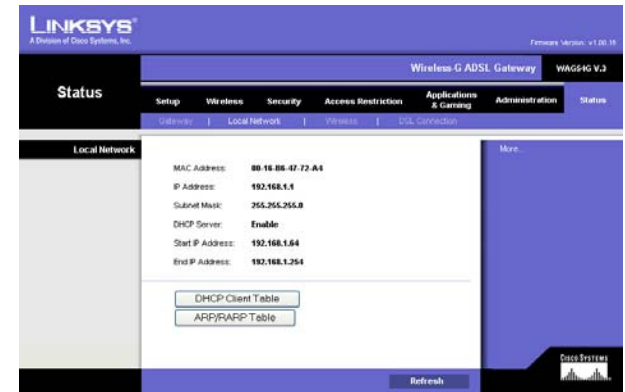 LINKSYS®
A Division of Cisco Systems, Inc.
Firmware Version: v1.00.16
Wireless-G ADSL Gateway WAG54G V.3
Status
Setup Wireless Security Access Restriction Applications & Gaming Administration Status
Gateway | Local Network | Wireless | DSL Connection
Local Network
More...
MAC Address: 00-16-B6-47-72-A4
IP Address: 192.168.1.1
Subnet Mask: 255.255.255.0
DHCP Server: Enable
Start IP Address: 192.168.1.64
End IP Address: 192.168.1.254
DHCP Client Table
ARP/RARP Table
Refresh
CISCO SYSTEMS